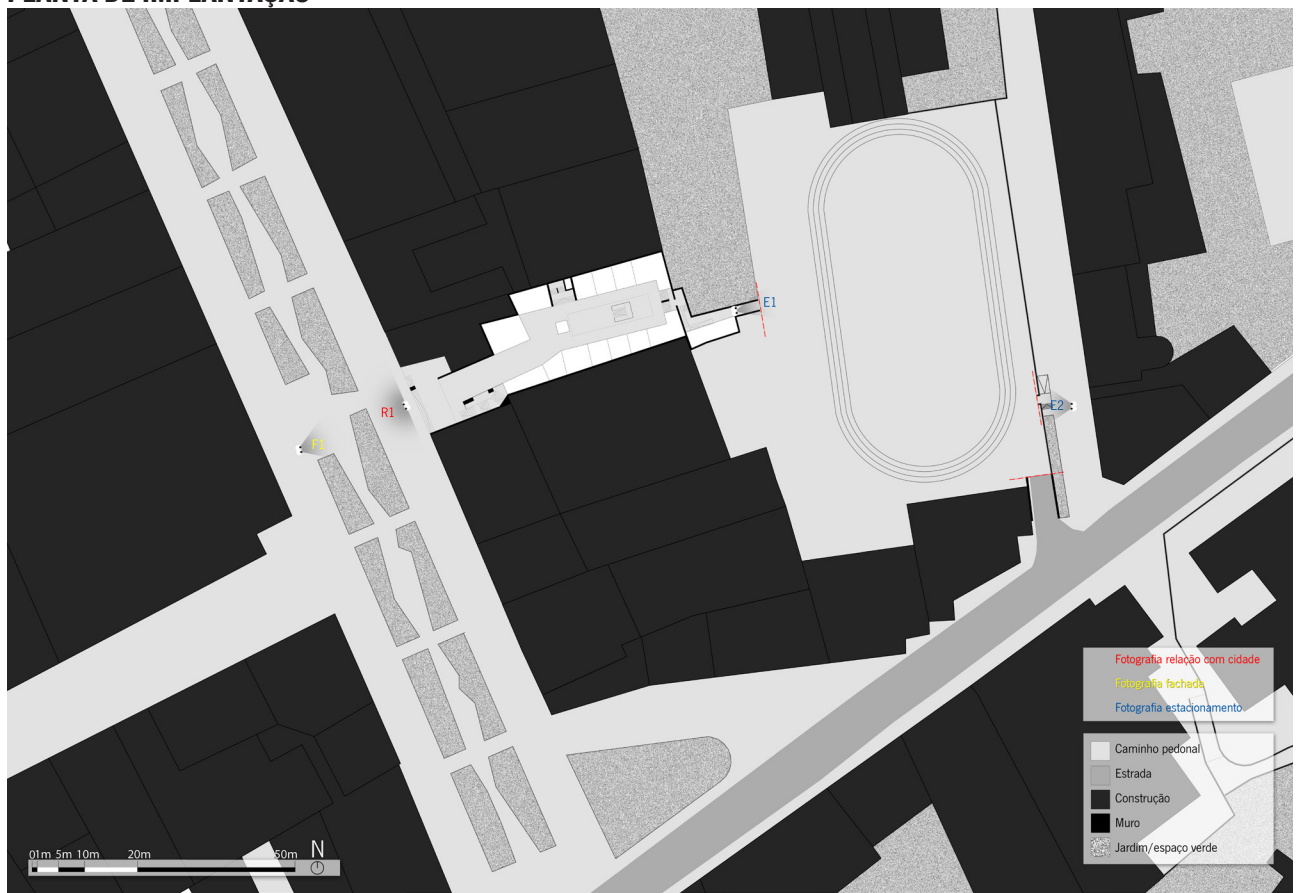 PLANTA DE IMPLANTAÇÃO
E1
R1
E2
F1
Fotografia relação com cidade
Fotografia fachada
Fotografia estacionamento
Caminho pedonal
Estrada
Construção
Muro
Jardim/espaço verde
01m 5m 10m 20m 50m N